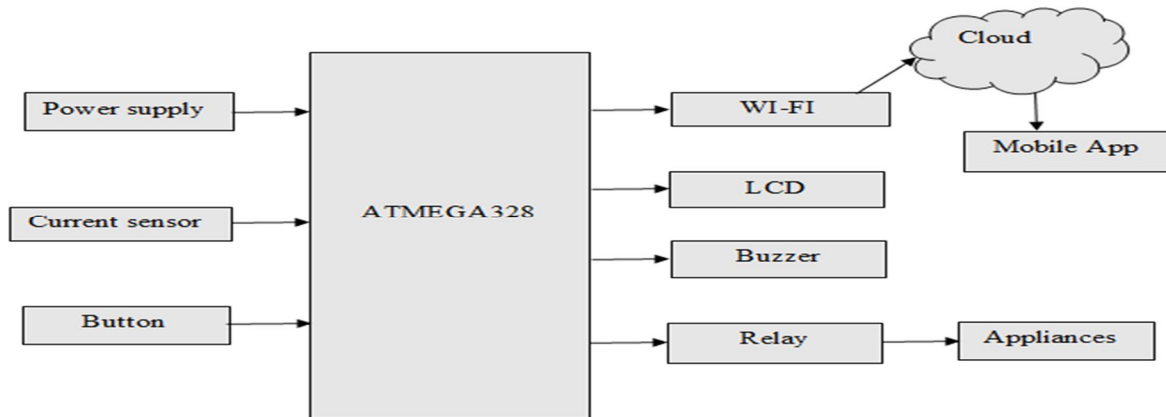 Cloud
Power supply
WI-FI
Mobile App
LCD
ATMEGA328
Current sensor
Buzzer
Button
Relay
Appliances